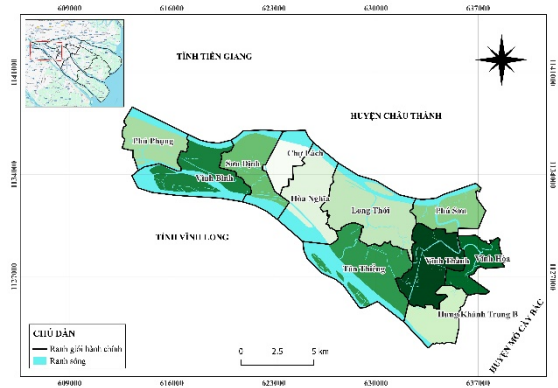 609000 616000 623000 630000 637000
TỈNH TIỀN GIANG
HUYỆN CHÂU THÀNH
1141000 1141000
1134000 1134000
1127000 1127000
Phú Phụng
Vĩnh Bình
Sơn Định
Chợ Lách
Hòa Nghĩa
Long Thới
Phú Sơn
TỈNH VĨNH LONG
Tân Thiềng
Vĩnh Thành
Vĩnh Hòa
Hưng Khánh Trung B
HUYỆN MỎ CÀY BẮC
CHÚ DẪN
Ranh giới hành chính
Ranh sông
0 2.5 5 km
609000 616000 623000 630000 637000